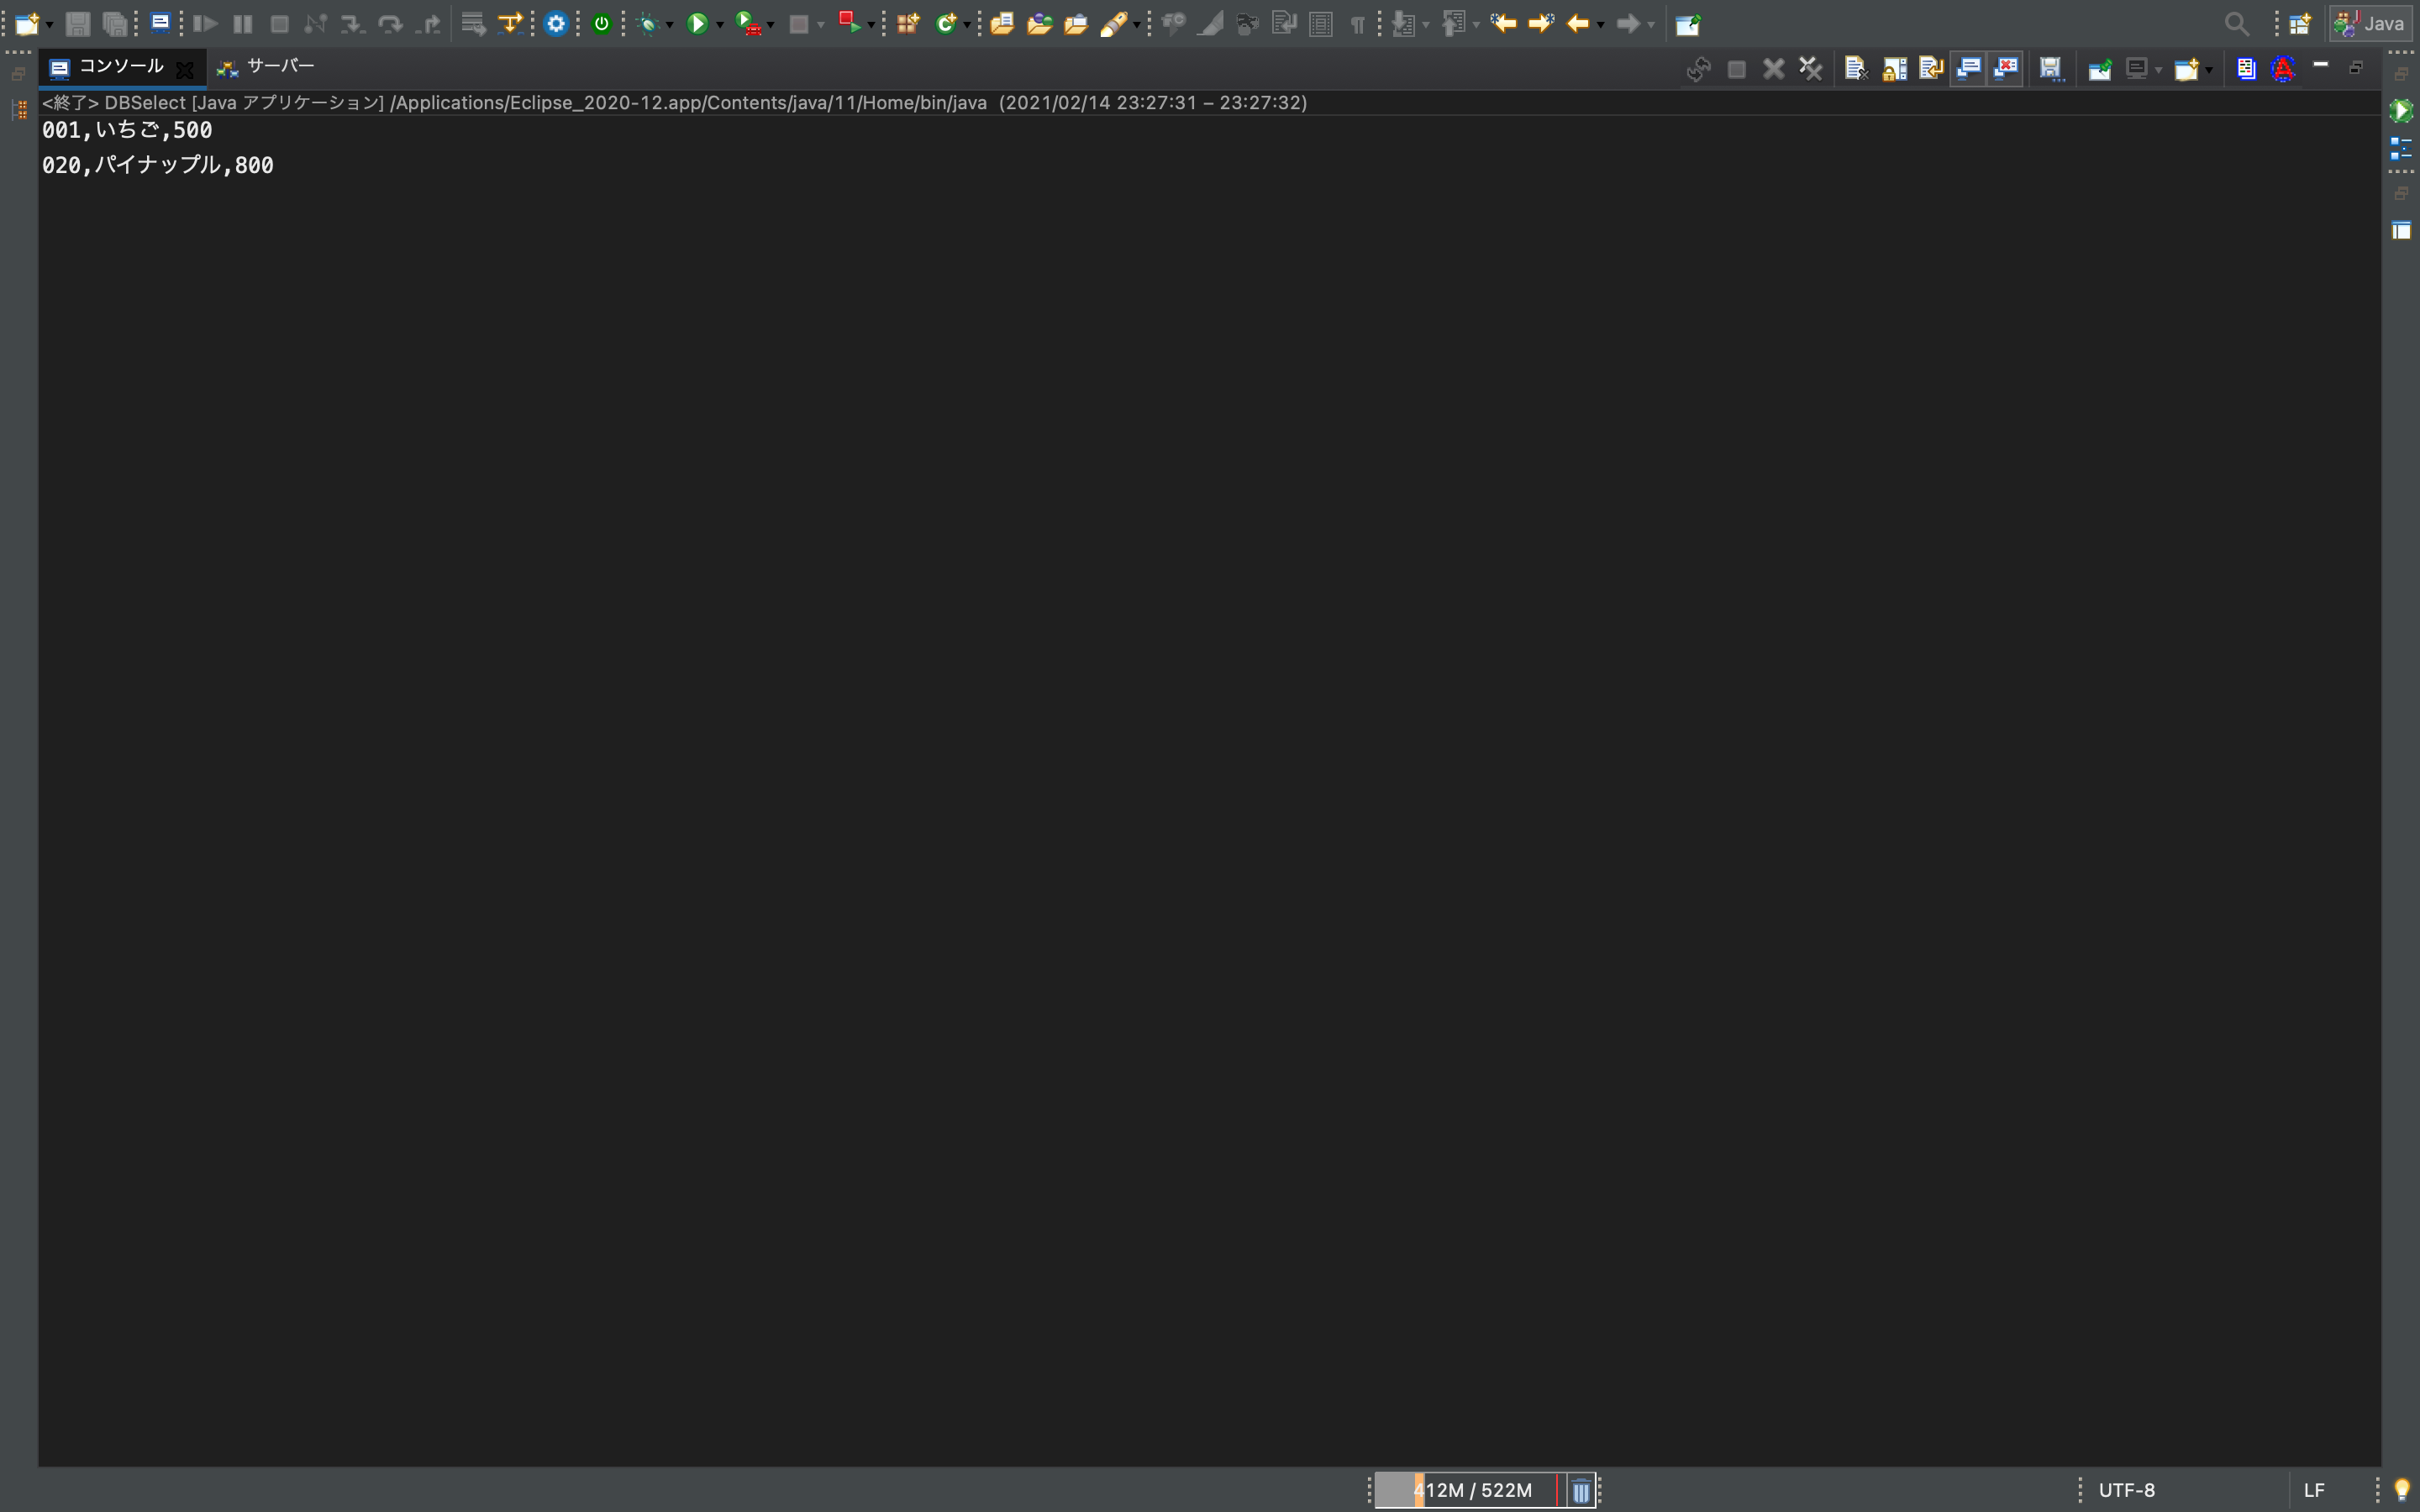 Java
コンソール
サーバー
<終了> DBSelect [Java アプリケーション] /Applications/Eclipse_2020-12.app/Contents/java/11/Home/bin/java (2021/02/14 23:27:31 – 23:27:32)
001,いちご,500
020,パイナップル,800
412M / 522M
UTF-8
LF